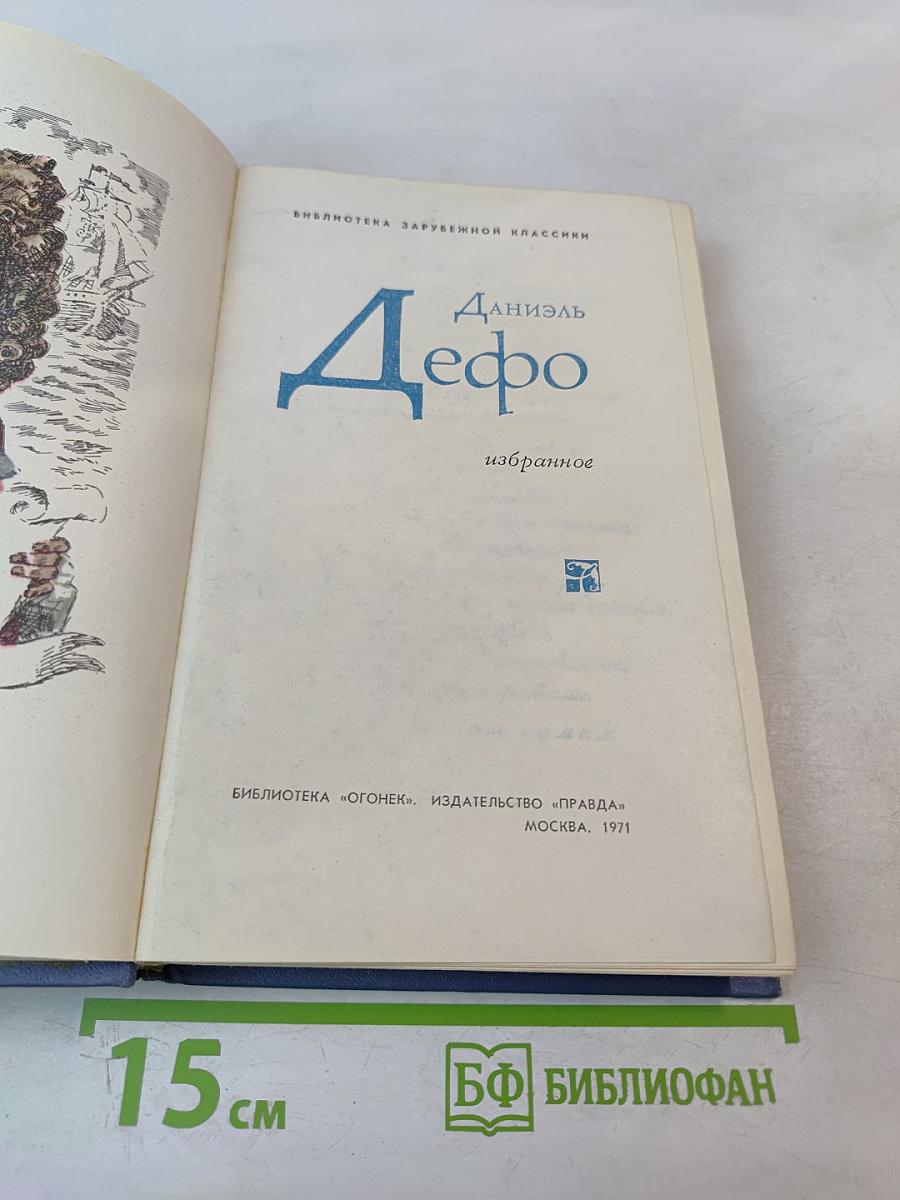 БИБЛИОТЕКА ЗАРУБЕЖНОЙ КЛАССИКИ
Даниэль
Дефо
избранное
БИБЛИОТЕКА «ОГОНЕК». ИЗДАТЕЛЬСТВО «ПРАВДА»
МОСКВА, 1971
15 см
БФ БИБЛИОФАН